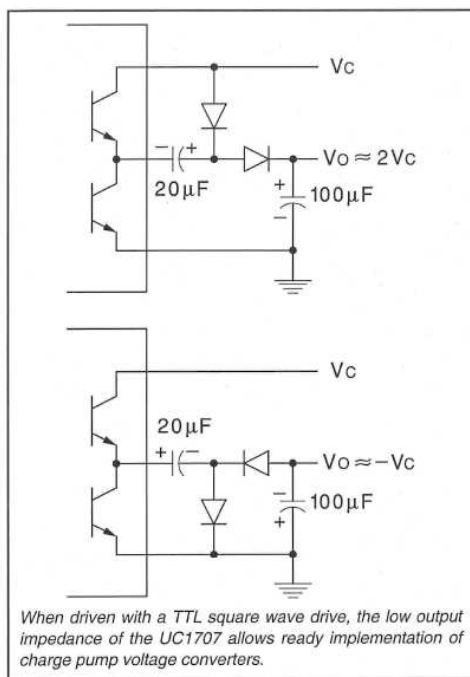 VC
− +
20μF
VO ≈ 2VC
+
100μF
−
VC
20μF
+ −
VO ≈ −VC
−
100μF
+
When driven with a TTL square wave drive, the low output
impedance of the UC1707 allows ready implementation of
charge pump voltage converters.